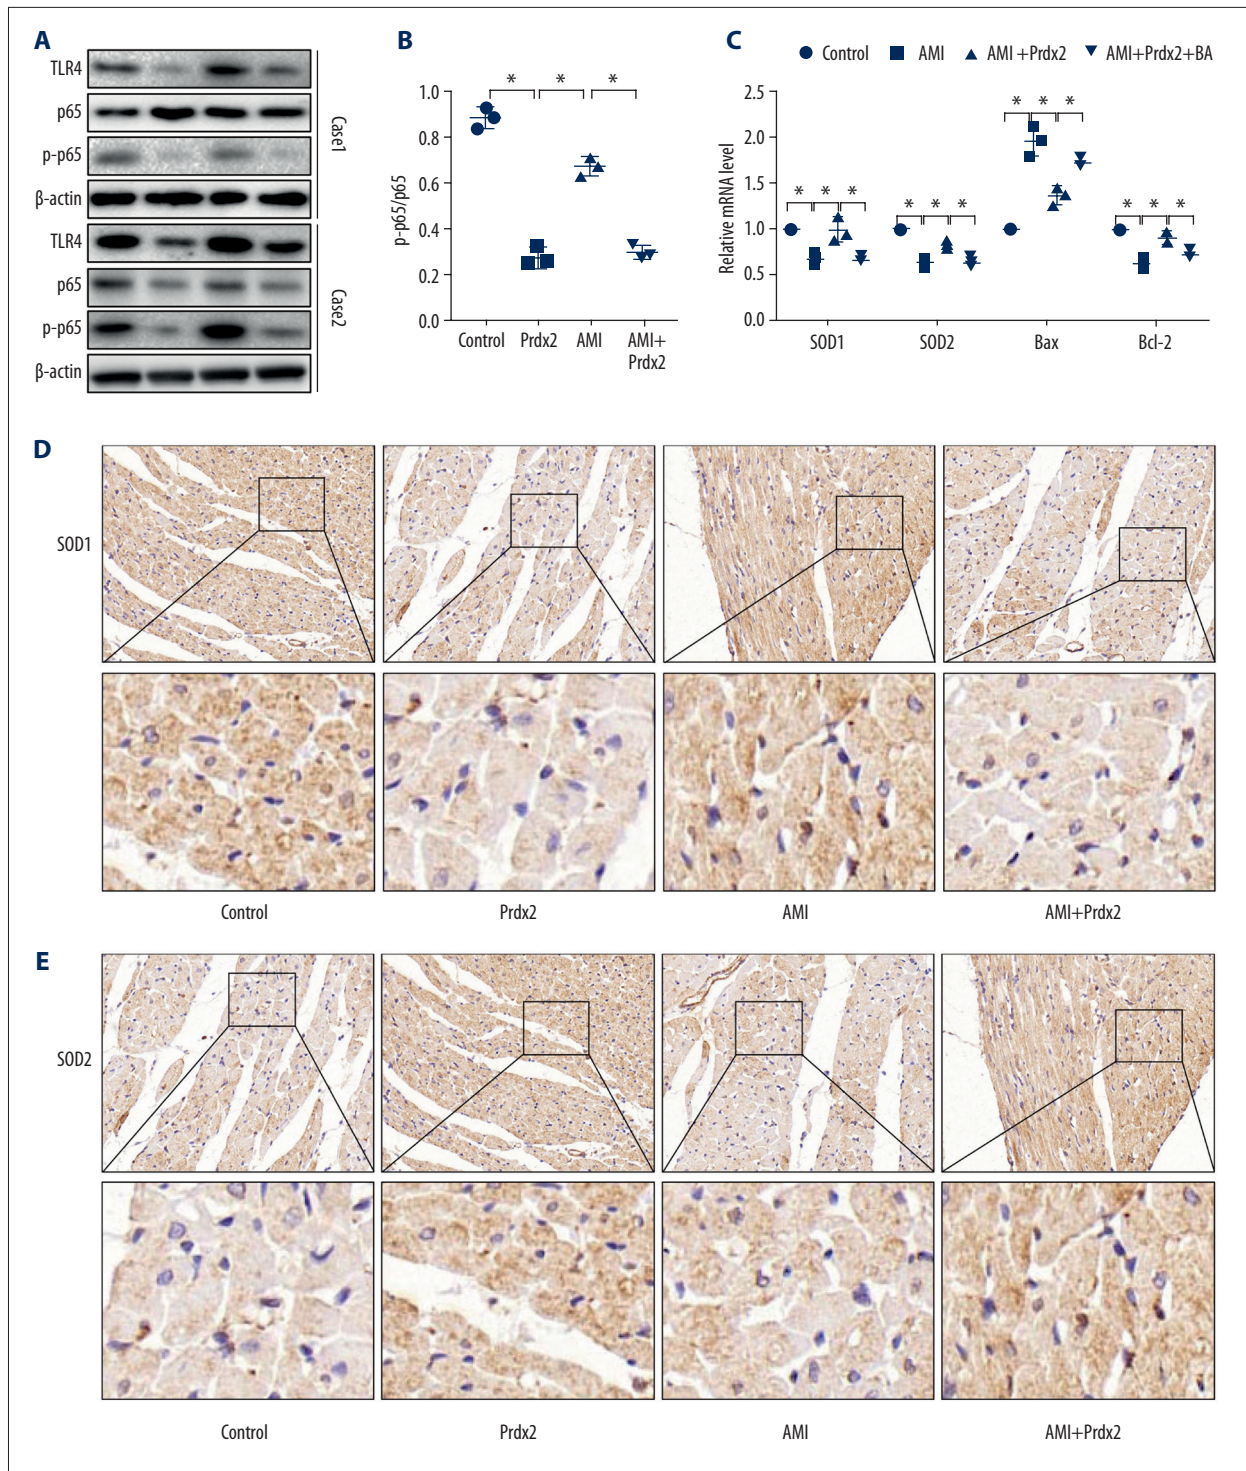 A
TLR4
p65
p-p65
β-actin
Case1
TLR4
p65
p-p65
β-actin
Case2
B
* * *
1.0
0.8
0.6
0.4
0.2
0.0
p-p65/p65
Control Prdx2 AMI AMI+
Prdx2
C
Control AMI AMI +Prdx2 AMI+Prdx2+BA
2.5
2.0
1.5
1.0
0.5
0.0
Relative mRNA level
* * *
* * *
* * *
* * *
SOD1 SOD2 Bax Bcl-2
D
SOD1
Control Prdx2 AMI AMI+Prdx2
E
SOD2
Control Prdx2 AMI AMI+Prdx2